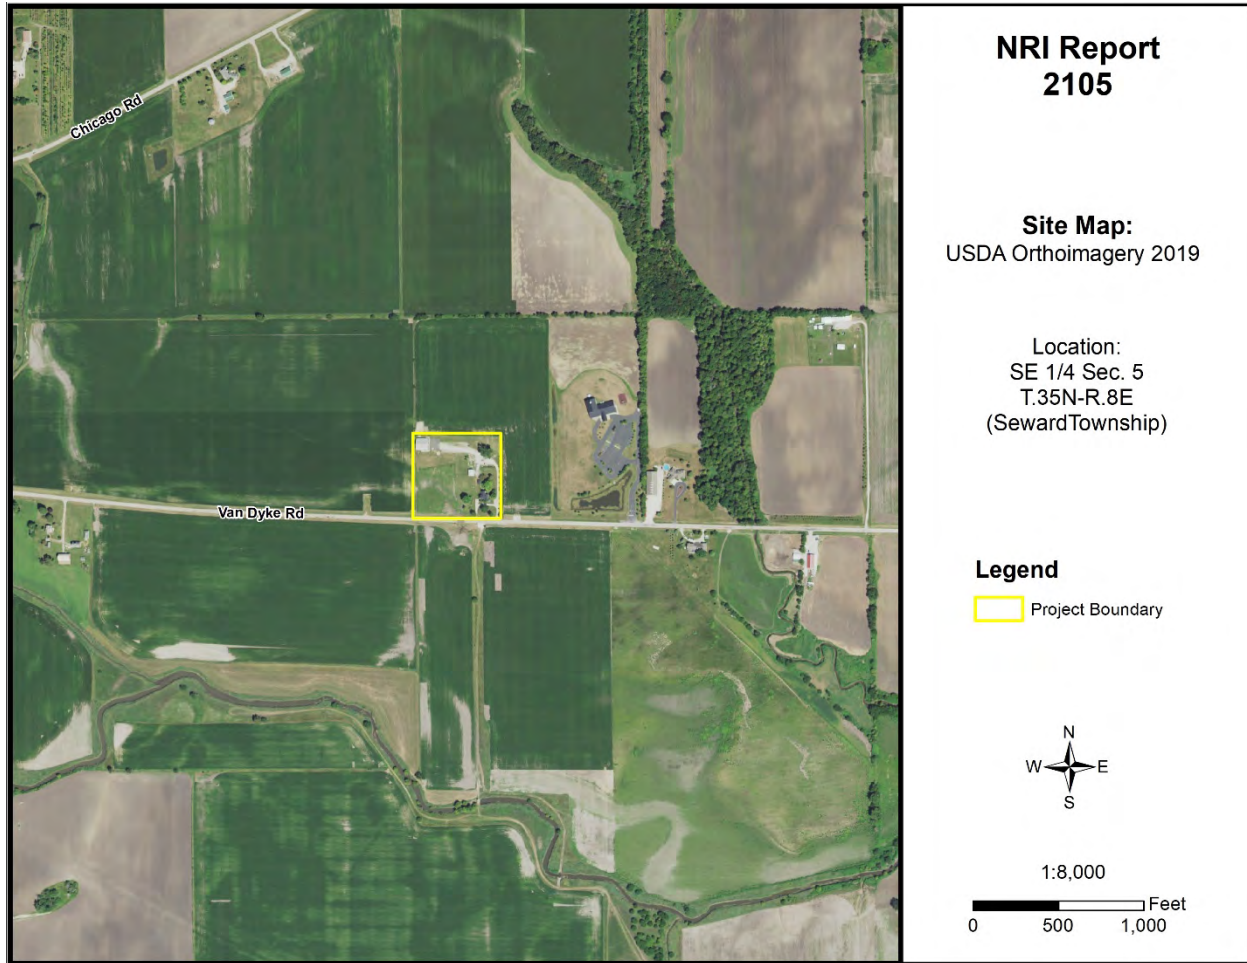 NRI Report
2105
Site Map:
USDA Orthoimagery 2019
Location:
SE 1/4 Sec. 5
T.35N-R.8E
(SewardTownship)
Legend
Project Boundary
N
W E
S
1:8,000
Feet
0 500 1,000
Chicago Rd
Van Dyke Rd